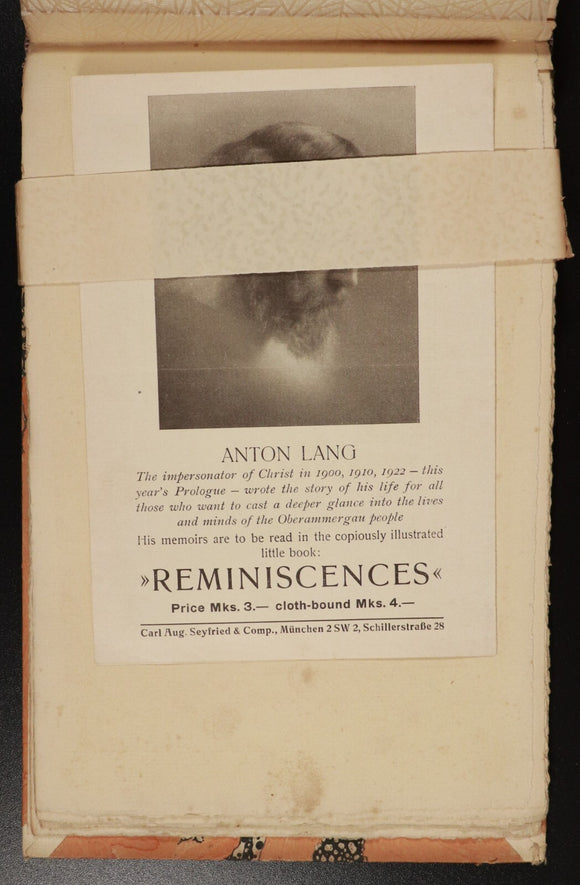 ANTON LANG
The impersonator of Christ in 1900, 1910, 1922 — this
year's Prologue — wrote the story of his life for all
those who want to cast a deeper glance into the lives
and minds of the Oberammergau people
His memoirs are to be read in the copiously illustrated
little book:
»REMINISCENCES«
Price Mks. 3.— cloth-bound Mks. 4.—
Carl Aug. Seyfried & Comp., München 2 SW 2, Schillerstraße 28